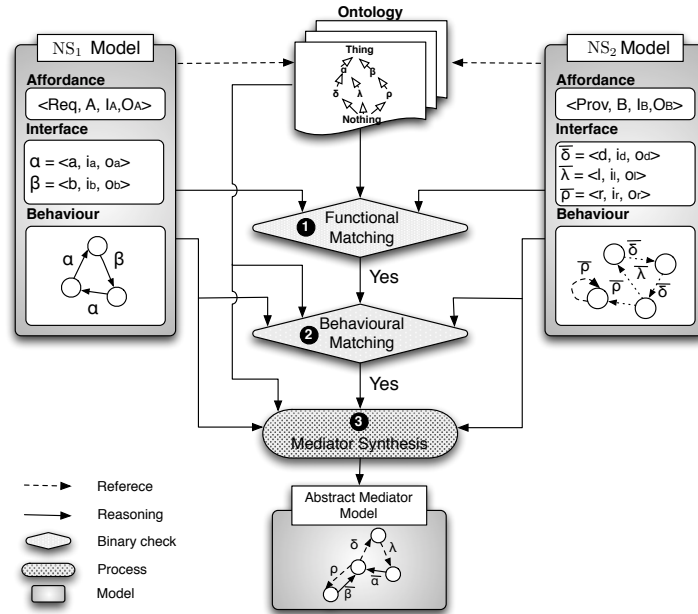 Ontology
Thing
α
β
δ
λ
ρ
Nothing
NS₁ Model
Affordance
<Req, A, IA,OA>
Interface
α = <a, ia, oa>
β = <b, ib, ob>
Behaviour
α
β
α
NS₂ Model
Affordance
<Prov, B, IB,OB>
Interface
δ̅ = <d, id, od>
λ̅ = <l, il, ol>
ρ̅ = <r, ir, or>
Behaviour
δ̅
ρ̅
ρ̅
λ̅
δ̅
1
Functional
Matching
Yes
2
Behavioural
Matching
Yes
3
Mediator Synthesis
Abstract Mediator
Model
δ
λ
ρ
β̅
α̅
Referece
Reasoning
Binary check
Process
Model